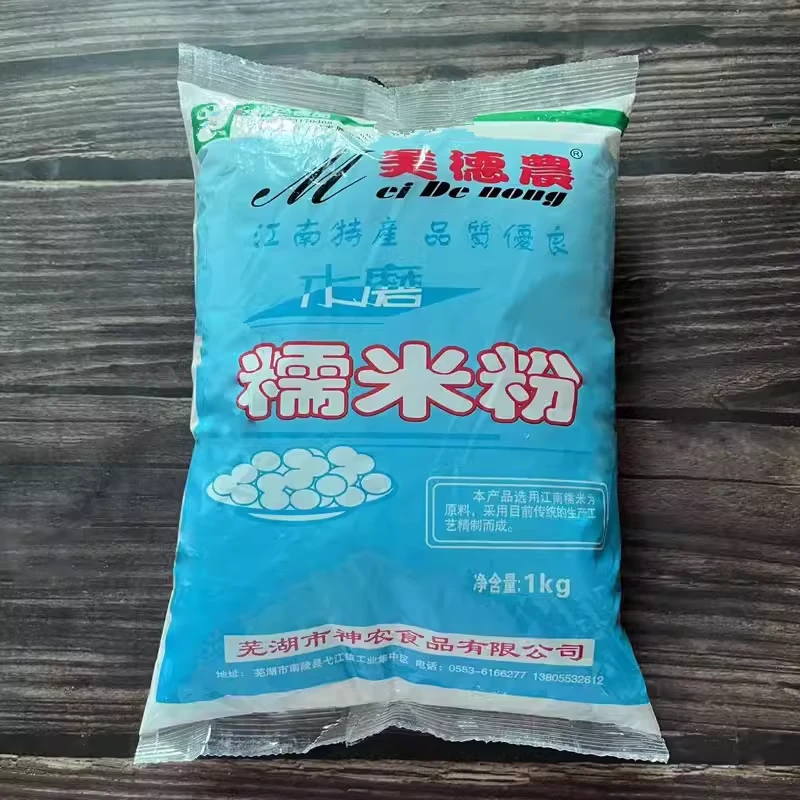 美德農®
Mei De nong
江南特產 品質優良
水磨
糯米粉
本产品选用江南糯米为
原料、采用目前传统的生产工
艺精制而成。
净含量:1kg
芜湖市神农食品有限公司
地址: 芜湖市南陵县弋江镇工业集中区 电话: 0553-6166277 13805532612